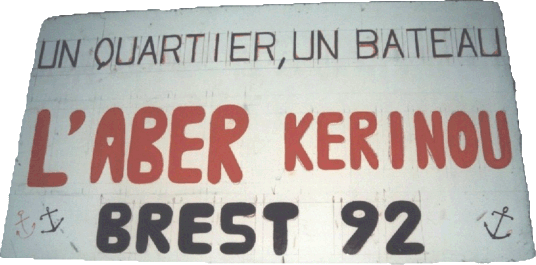 UN QUARTIER, UN BATEAU
L'ABER KERINOU
BREST 92